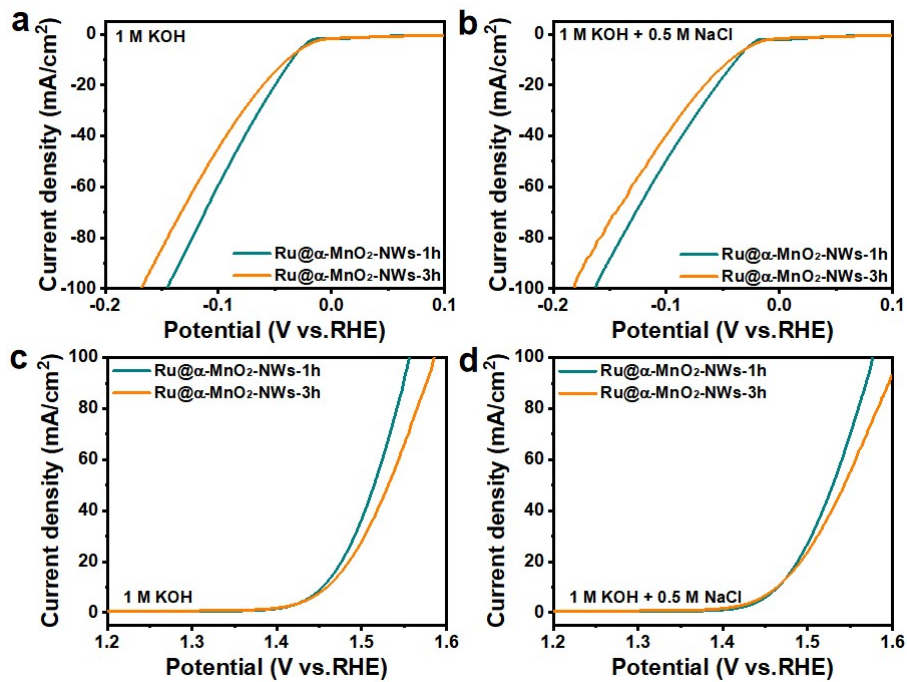 a
1 M KOH
0
-20
-40
-60
-80
-100
Current density (mA/cm²)
Ru@α-MnO₂-NWs-1h
Ru@α-MnO₂-NWs-3h
-0.2 -0.1 0.0 0.1
Potential (V vs.RHE)
b
1 M KOH + 0.5 M NaCl
0
-20
-40
-60
-80
-100
Current density (mA/cm²)
Ru@α-MnO₂-NWs-1h
Ru@α-MnO₂-NWs-3h
-0.2 -0.1 0.0 0.1
Potential (V vs.RHE)
c
Ru@α-MnO₂-NWs-1h
Ru@α-MnO₂-NWs-3h
100
80
60
40
20
0
Current density (mA/cm²)
1 M KOH
1.2 1.3 1.4 1.5 1.6
Potential (V vs.RHE)
d
Ru@α-MnO₂-NWs-1h
Ru@α-MnO₂-NWs-3h
100
80
60
40
20
0
Current density (mA/cm²)
1 M KOH + 0.5 M NaCl
1.2 1.3 1.4 1.5 1.6
Potential (V vs.RHE)